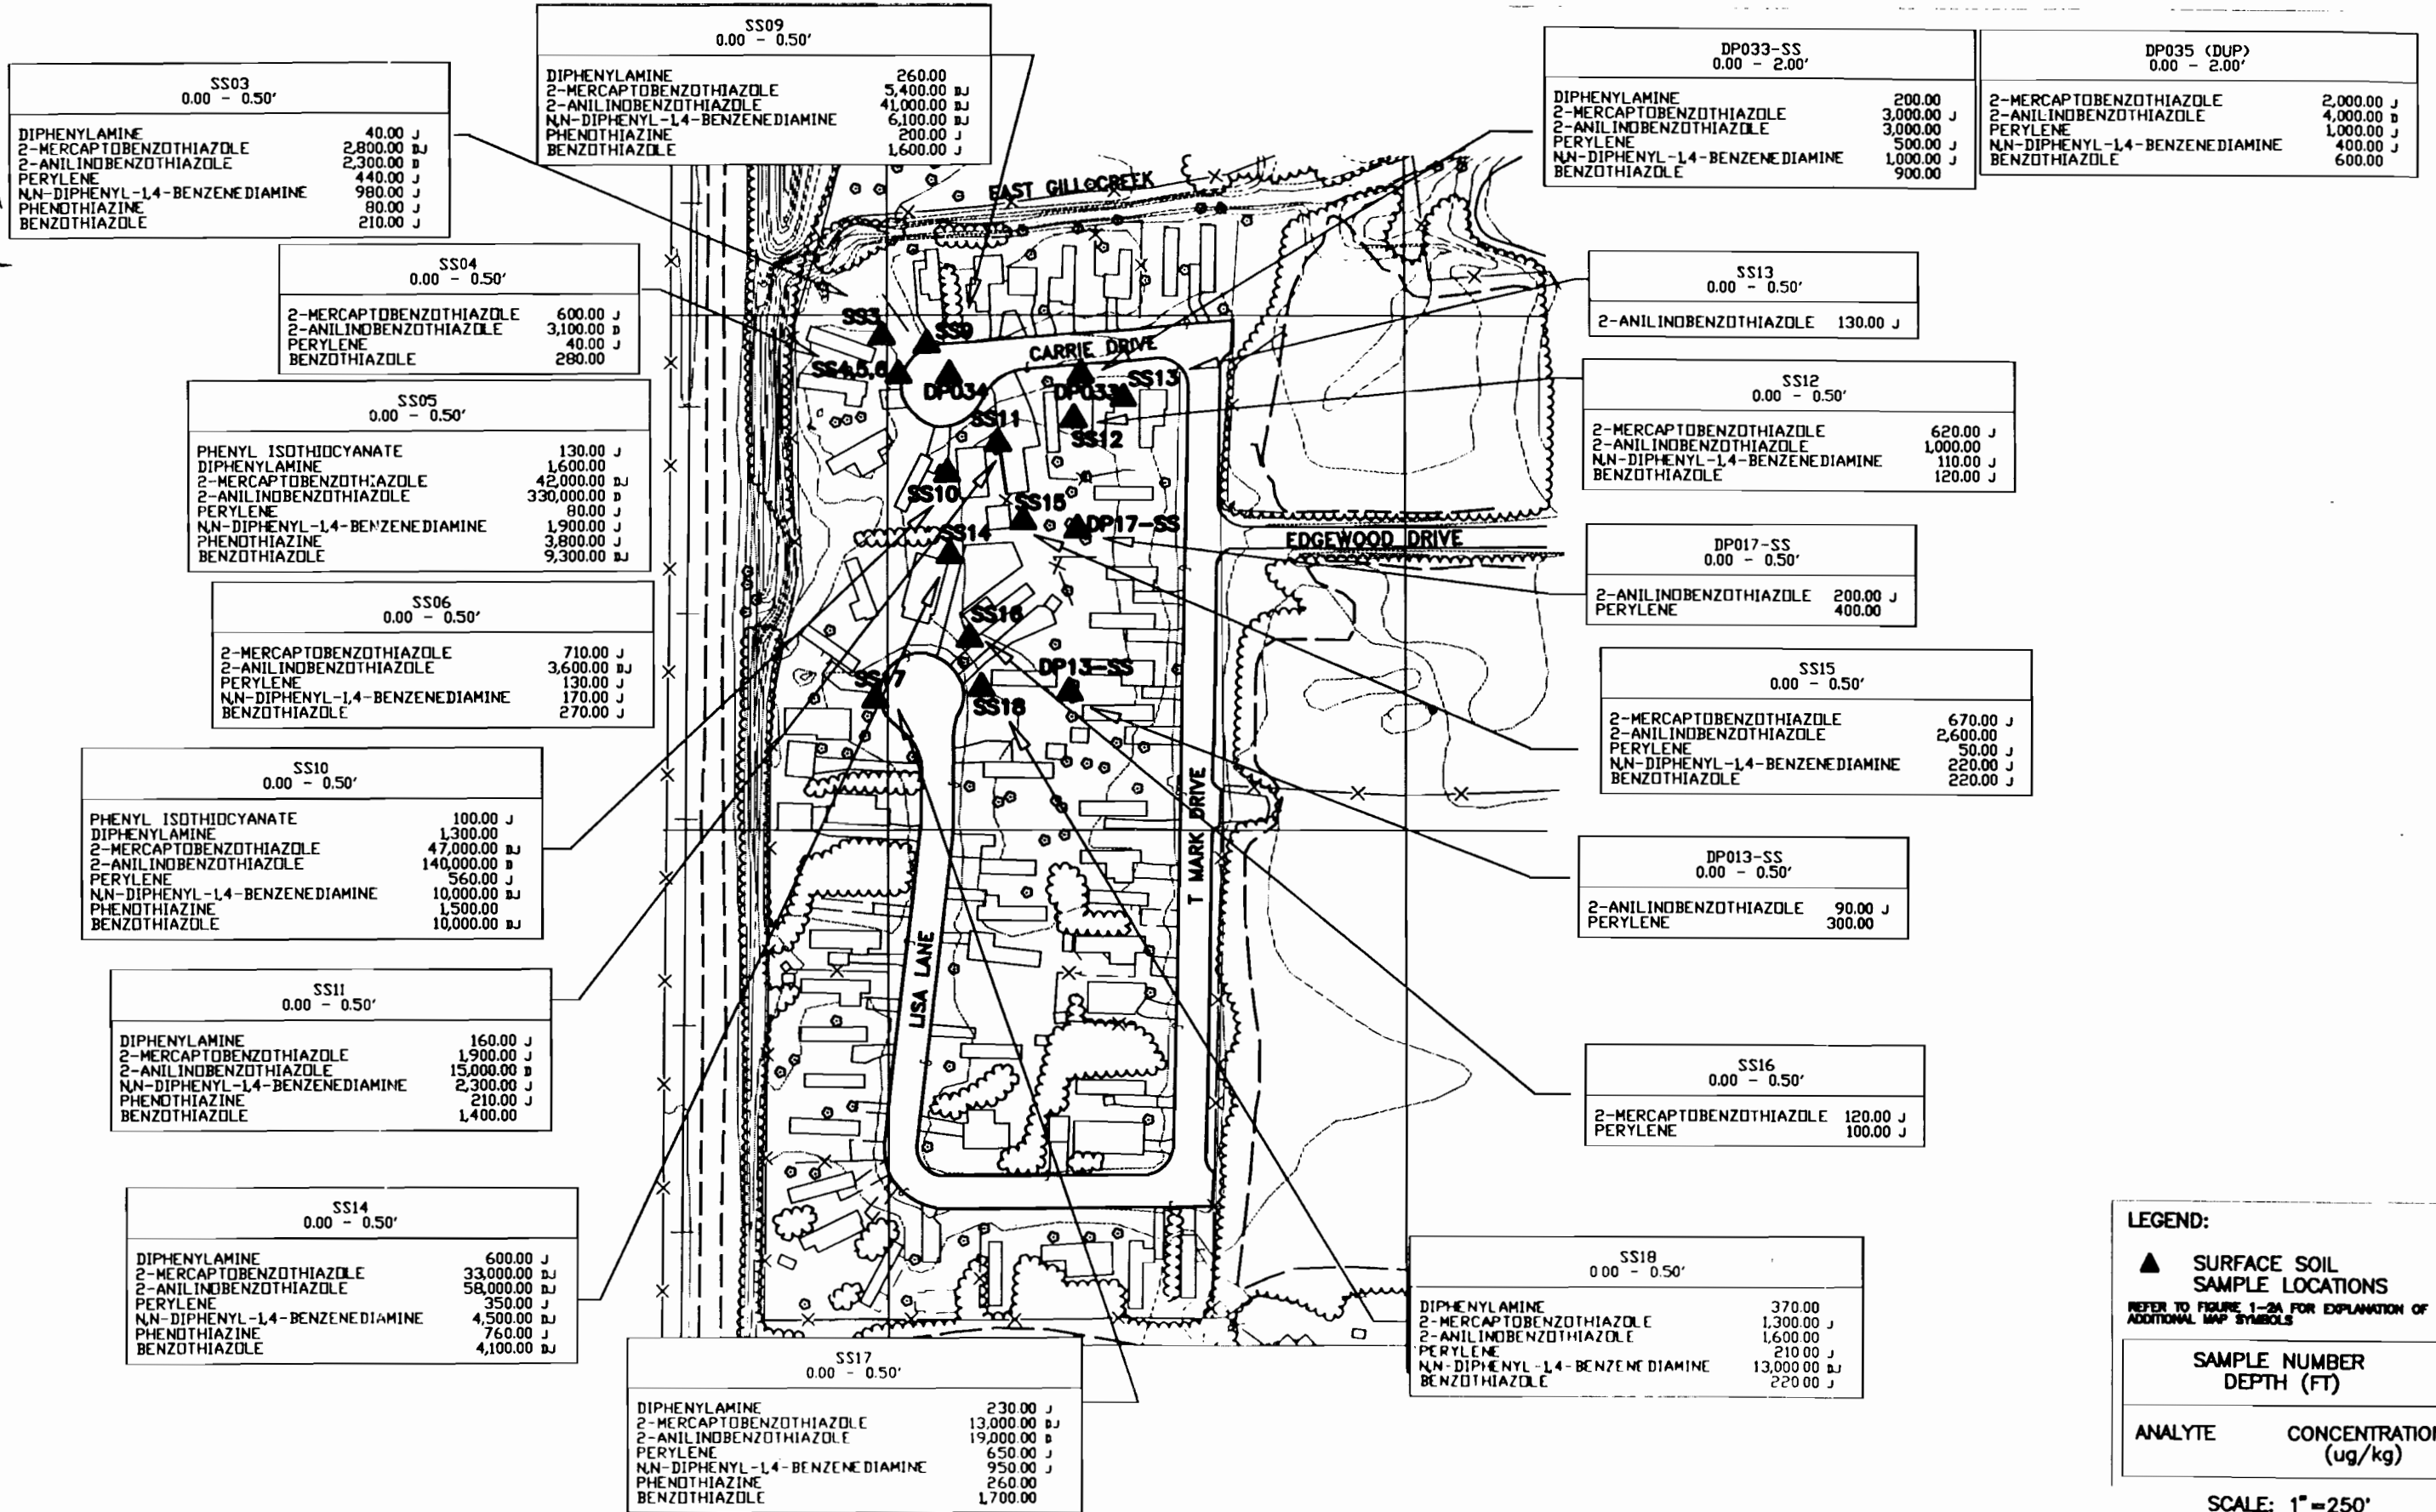 SS03
0.00 - 0.50'
DIPHENYLAMINE 40.00 J
2-MERCAPTOBENZOTHIAZOLE 2,800.00 DJ
2-ANILINOBENZOTHIAZOLE 2,300.00 D
PERYLENE 440.00 J
N,N-DIPHENYL-1,4-BENZENEDIAMINE 980.00 J
PHENOTHIAZINE 80.00 J
BENZOTHIAZOLE 210.00 J
SS09
0.00 - 0.50'
DIPHENYLAMINE 260.00
2-MERCAPTOBENZOTHIAZOLE 5,400.00 DJ
2-ANILINOBENZOTHIAZOLE 41,000.00 DJ
N,N-DIPHENYL-1,4-BENZENEDIAMINE 6,100.00 DJ
PHENOTHIAZINE 200.00 J
BENZOTHIAZOLE 1,600.00 J
DP033-SS
0.00 - 2.00'
DIPHENYLAMINE 200.00
2-MERCAPTOBENZOTHIAZOLE 3,000.00 J
2-ANILINOBENZOTHIAZOLE 3,000.00
PERYLENE 500.00 J
N,N-DIPHENYL-1,4-BENZENEDIAMINE 1,000.00 J
BENZOTHIAZOLE 900.00
DP035 (DUP)
0.00 - 2.00'
2-MERCAPTOBENZOTHIAZOLE 2,000.00 J
2-ANILINOBENZOTHIAZOLE 4,000.00 D
PERYLENE 1,000.00 J
N,N-DIPHENYL-1,4-BENZENEDIAMINE 400.00 J
BENZOTHIAZOLE 600.00
SS04
0.00 - 0.50'
2-MERCAPTOBENZOTHIAZOLE 600.00 J
2-ANILINOBENZOTHIAZOLE 3,100.00 D
PERYLENE 40.00 J
BENZOTHIAZOLE 280.00
SS05
0.00 - 0.50'
PHENYL ISOTHIOCYANATE 130.00 J
DIPHENYLAMINE 1,600.00
2-MERCAPTOBENZOTHIAZOLE 42,000.00 DJ
2-ANILINOBENZOTHIAZOLE 330,000.00 D
PERYLENE 80.00 J
N,N-DIPHENYL-1,4-BENZENEDIAMINE 1,900.00 J
PHENOTHIAZINE 3,800.00 J
BENZOTHIAZOLE 9,300.00 DJ
SS06
0.00 - 0.50'
2-MERCAPTOBENZOTHIAZOLE 710.00 J
2-ANILINOBENZOTHIAZOLE 3,600.00 DJ
PERYLENE 130.00 J
N,N-DIPHENYL-1,4-BENZENEDIAMINE 170.00 J
BENZOTHIAZOLE 270.00 J
SS10
0.00 - 0.50'
PHENYL ISOTHIOCYANATE 100.00 J
DIPHENYLAMINE 1,300.00
2-MERCAPTOBENZOTHIAZOLE 47,000.00 DJ
2-ANILINOBENZOTHIAZOLE 140,000.00 D
PERYLENE 560.00 J
N,N-DIPHENYL-1,4-BENZENEDIAMINE 10,000.00 DJ
PHENOTHIAZINE 1,500.00
BENZOTHIAZOLE 10,000.00 DJ
SS11
0.00 - 0.50'
DIPHENYLAMINE 160.00 J
2-MERCAPTOBENZOTHIAZOLE 1,900.00 J
2-ANILINOBENZOTHIAZOLE 15,000.00 D
N,N-DIPHENYL-1,4-BENZENEDIAMINE 2,300.00 J
PHENOTHIAZINE 210.00 J
BENZOTHIAZOLE 1,400.00
SS14
0.00 - 0.50'
DIPHENYLAMINE 600.00 J
2-MERCAPTOBENZOTHIAZOLE 33,000.00 DJ
2-ANILINOBENZOTHIAZOLE 58,000.00 DJ
PERYLENE 350.00 J
N,N-DIPHENYL-1,4-BENZENEDIAMINE 4,500.00 DJ
PHENOTHIAZINE 760.00 J
BENZOTHIAZOLE 4,100.00 DJ
SS17
0.00 - 0.50'
DIPHENYLAMINE 230.00 J
2-MERCAPTOBENZOTHIAZOLE 13,000.00 DJ
2-ANILINOBENZOTHIAZOLE 19,000.00 D
PERYLENE 650.00 J
N,N-DIPHENYL-1,4-BENZENEDIAMINE 950.00 J
PHENOTHIAZINE 260.00
BENZOTHIAZOLE 1,700.00
EAST GILL CREEK
SS3
SS9
CARRIE DRIVE
SS4,5,6
DP034
DP033
SS13
SS11
SS12
SS10
SS15
DP17-SS
SS14
EDGEWOOD DRIVE
SS16
DP13-SS
SS17
SS18
T MARK DRIVE
LISA LANE
SS13
0.00 - 0.50'
2-ANILINOBENZOTHIAZOLE 130.00 J
SS12
0.00 - 0.50'
2-MERCAPTOBENZOTHIAZOLE 620.00 J
2-ANILINOBENZOTHIAZOLE 1,000.00
N,N-DIPHENYL-1,4-BENZENEDIAMINE 110.00 J
BENZOTHIAZOLE 120.00 J
DP017-SS
0.00 - 0.50'
2-ANILINOBENZOTHIAZOLE 200.00 J
PERYLENE 400.00
SS15
0.00 - 0.50'
2-MERCAPTOBENZOTHIAZOLE 670.00 J
2-ANILINOBENZOTHIAZOLE 2,600.00
PERYLENE 50.00 J
N,N-DIPHENYL-1,4-BENZENEDIAMINE 220.00 J
BENZOTHIAZOLE 220.00 J
DP013-SS
0.00 - 0.50'
2-ANILINOBENZOTHIAZOLE 90.00 J
PERYLENE 300.00
SS16
0.00 - 0.50'
2-MERCAPTOBENZOTHIAZOLE 120.00 J
PERYLENE 100.00 J
SS18
0 00 - 0.50'
DIPHENYLAMINE 370.00
2-MERCAPTOBENZOTHIAZOLE 1,300.00 J
2-ANILINOBENZOTHIAZOLE 1,600.00
PERYLENE 210 00 J
N,N-DIPHENYL-1,4-BENZENEDIAMINE 13,000 00 DJ
BENZOTHIAZOLE 220 00 J
LEGEND:
SURFACE SOIL
SAMPLE LOCATIONS
REFER TO FIGURE 1-2A FOR EXPLANATION OF
ADDITIONAL MAP SYMBOLS
SAMPLE NUMBER
DEPTH (FT)
ANALYTE CONCENTRATION
(ug/kg)
SCALE: 1"=250'